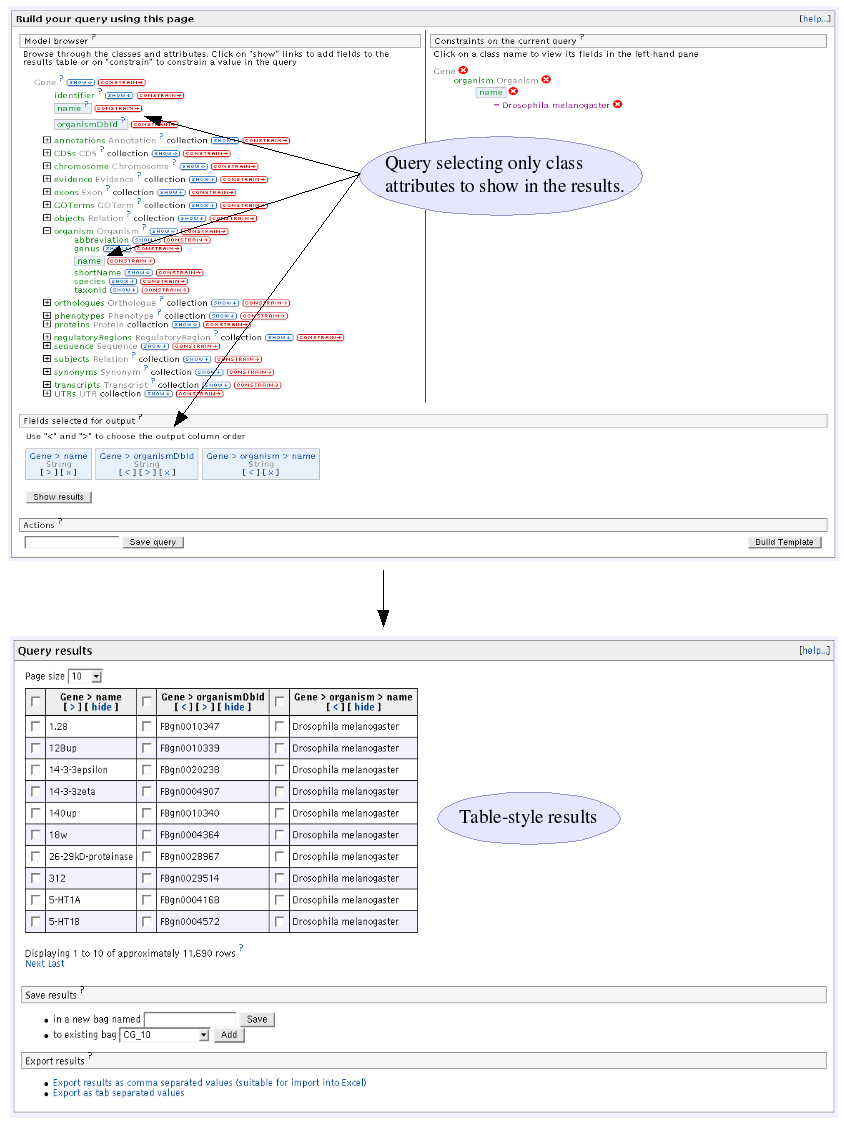 Build your query using this page [help...]
Model browser ?
Browse through the classes and attributes. Click on "show" links to add fields to the
results table or on "constrain" to constrain a value in the query
Gene ? SHOW↓ CONSTRAIN→
identifier ? SHOW↓ CONSTRAIN→
name ? CONSTRAIN→
organismDbId ? CONSTRAIN→
annotations Annotation ? collection SHOW↓ CONSTRAIN→
CDSs CDS ? collection SHOW↓ CONSTRAIN→
chromosome Chromosome ? SHOW↓ CONSTRAIN→
evidence Evidence ? collection SHOW↓ CONSTRAIN→
exons Exon ? collection SHOW↓ CONSTRAIN→
GOTerms GOTerm ? collection SHOW↓ CONSTRAIN→
objects Relation ? collection SHOW↓ CONSTRAIN→
organism Organism ? SHOW↓ CONSTRAIN→
abbreviation SHOW↓ CONSTRAIN→
genus SHOW↓ CONSTRAIN→
name CONSTRAIN→
shortName SHOW↓ CONSTRAIN→
species SHOW↓ CONSTRAIN→
taxonId SHOW↓ CONSTRAIN→
orthologues Orthologue ? collection SHOW↓ CONSTRAIN→
phenotypes Phenotype ? collection SHOW↓ CONSTRAIN→
proteins Protein collection SHOW↓ CONSTRAIN→
regulatoryRegions RegulatoryRegion ? collection SHOW↓ CONSTRAIN→
sequence Sequence SHOW↓ CONSTRAIN→
subjects Relation ? collection SHOW↓ CONSTRAIN→
synonyms Synonym ? collection SHOW↓ CONSTRAIN→
transcripts Transcript ? collection SHOW↓ CONSTRAIN→
UTRs UTR collection SHOW↓ CONSTRAIN→
Constraints on the current query ?
Click on a class name to view its fields in the left-hand pane
Gene
organism Organism
name
= Drosophila melanogaster
Query selecting only class
attributes to show in the results.
Fields selected for output ?
Use "<" and ">" to choose the output column order
Gene > name Gene > organismDbId Gene > organism > name
String String String
[ > ] [ x ] [ < ] [ > ] [ x ] [ < ] [ x ]
Show results
Actions ?
Save query Build Template
Query results [help...]
Page size 10
Gene > name Gene > organismDbId Gene > organism > name
[ > ] [ hide ] [ < ] [ > ] [ hide ] [ < ] [ hide ]
1.28 FBgn0010347 Drosophila melanogaster
128up FBgn0010339 Drosophila melanogaster
14-3-3epsilon FBgn0020238 Drosophila melanogaster
14-3-3zeta FBgn0004907 Drosophila melanogaster
140up FBgn0010340 Drosophila melanogaster
18w FBgn0004364 Drosophila melanogaster
26-29kD-proteinase FBgn0028967 Drosophila melanogaster
312 FBgn0029514 Drosophila melanogaster
5-HT1A FBgn0004168 Drosophila melanogaster
5-HT1B FBgn0004572 Drosophila melanogaster
Table-style results
Displaying 1 to 10 of approximately 11,690 rows ?
Next Last
Save results ?
in a new bag named Save
to existing bag CG_10 Add
Export results ?
Export results as comma separated values (suitable for import into Excel)
Export as tab separated values